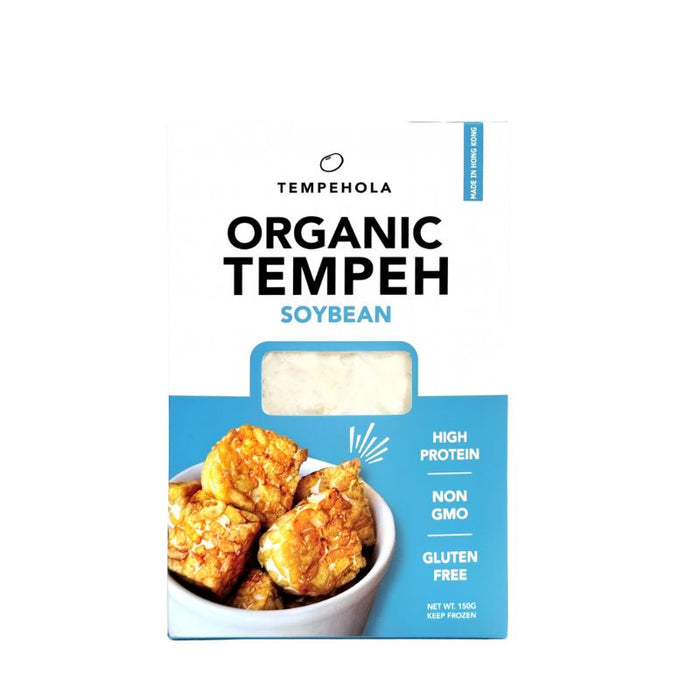 MADE IN HONG KONG
TEMPEHOLA
ORGANIC
TEMPEH
SOYBEAN
HIGH
PROTEIN
NON
GMO
GLUTEN
FREE
NET WT. 150G
KEEP FROZEN